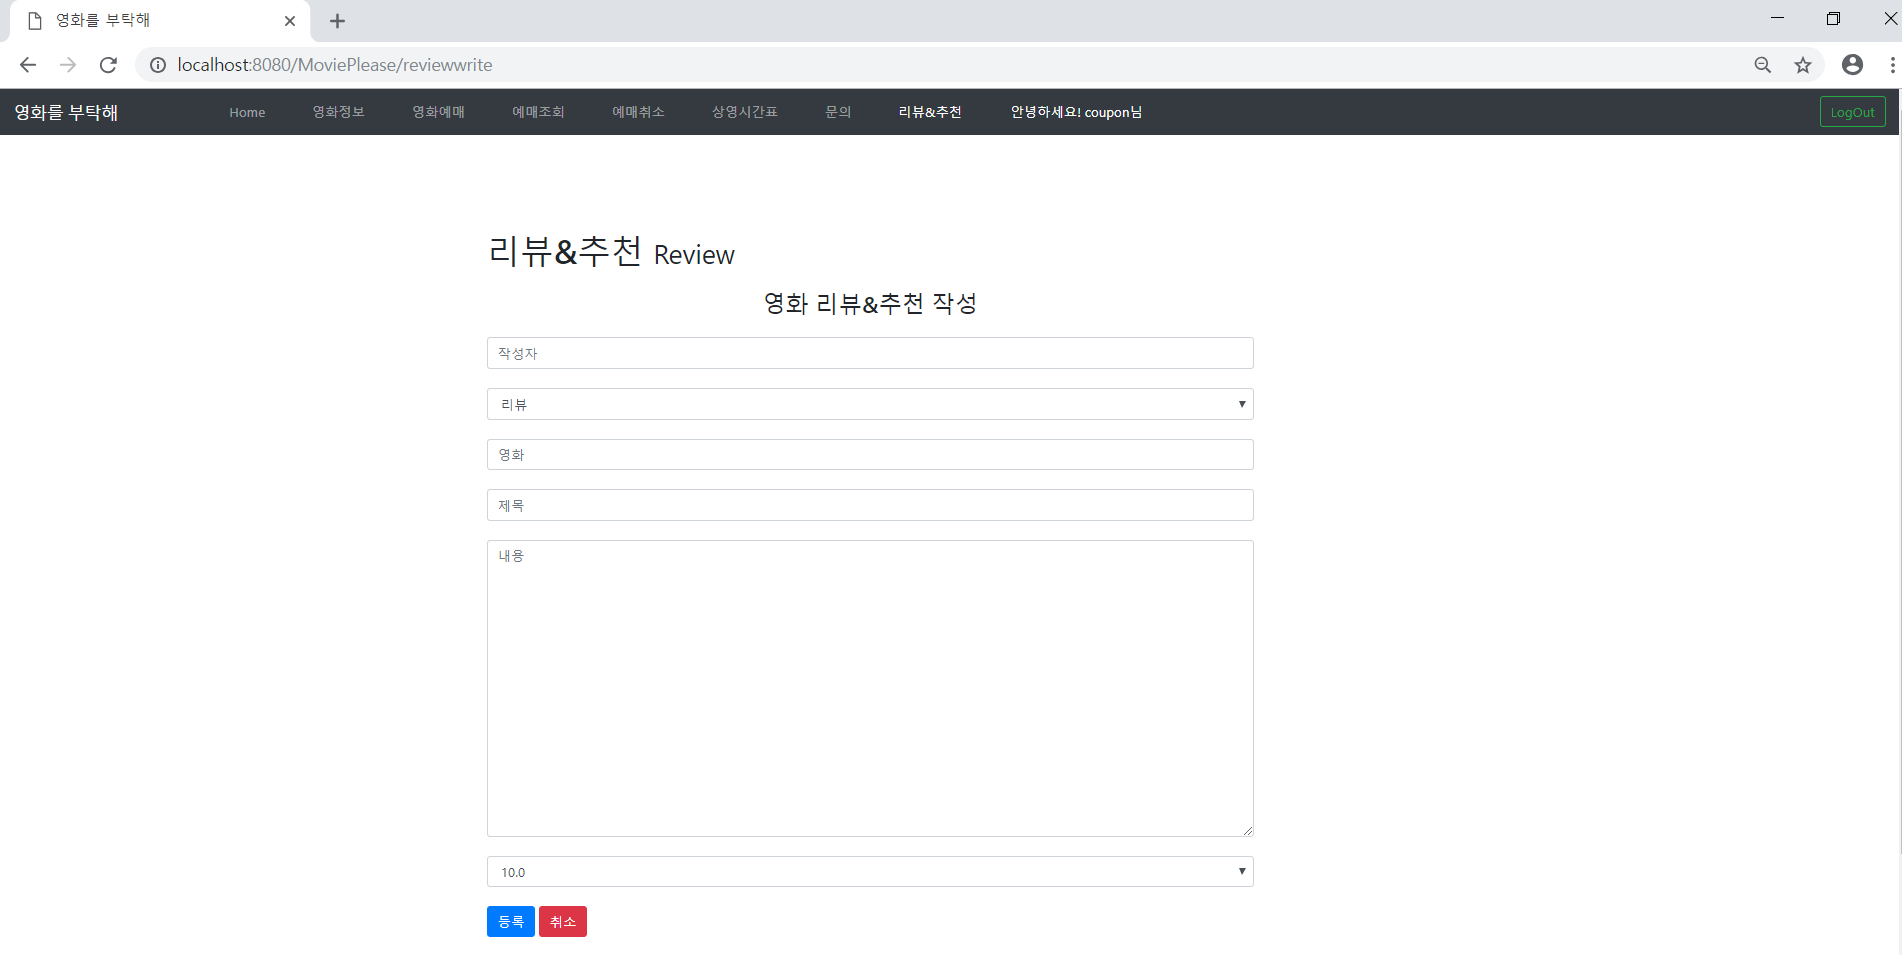 영화를 부탁해
localhost:8080/MoviePlease/reviewwrite
영화를 부탁해 Home 영화정보 영화예매 예매조회 예매취소 상영시간표 문의 리뷰&추천 안녕하세요! coupon님 LogOut
리뷰&추천 Review
영화 리뷰&추천 작성
작성자
리뷰
영화
제목
내용
10.0
등록 취소